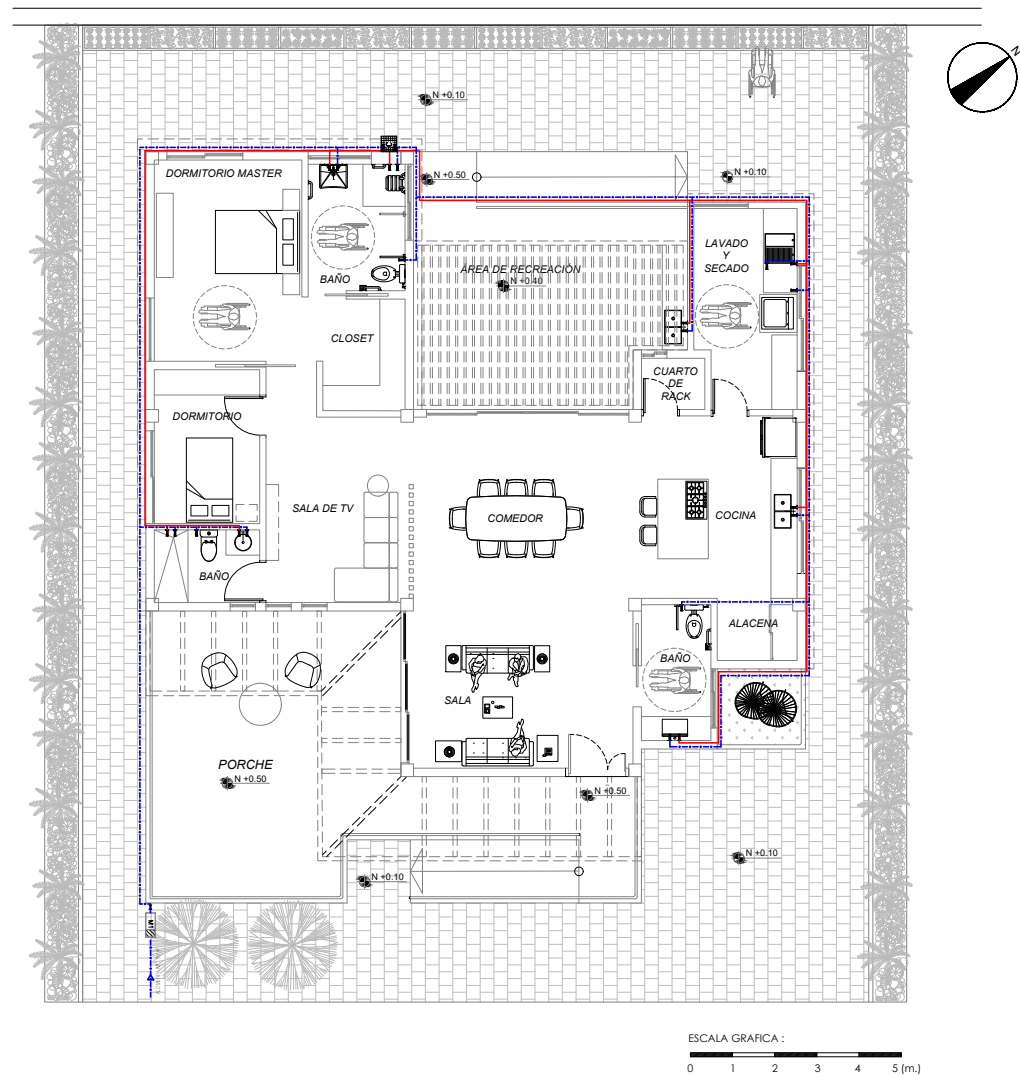 N
N +0.10
DORMITORIO MASTER
N +0.50
N +0.10
LAVADO
Y
SECADO
ÁREA DE RECREACIÓN
N +0.40
BAÑO
CLOSET
CUARTO
DE
RACK
DORMITORIO
SALA DE TV
COMEDOR
COCINA
BAÑO
ALACENA
BAÑO
SALA
PORCHE
N +0.50
N +0.50
N +0.10
N +0.10
M1
ESCALA GRAFICA :
0 1 2 3 4 5 (m.)